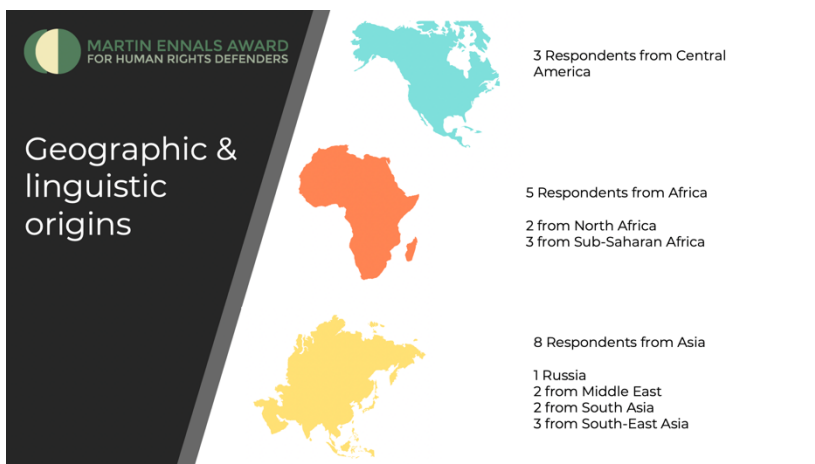 MARTIN ENNALS AWARD
FOR HUMAN RIGHTS DEFENDERS
Geographic &
linguistic
origins
3 Respondents from Central
America
5 Respondents from Africa
2 from North Africa
3 from Sub-Saharan Africa
8 Respondents from Asia
1 Russia
2 from Middle East
2 from South Asia
3 from South-East Asia